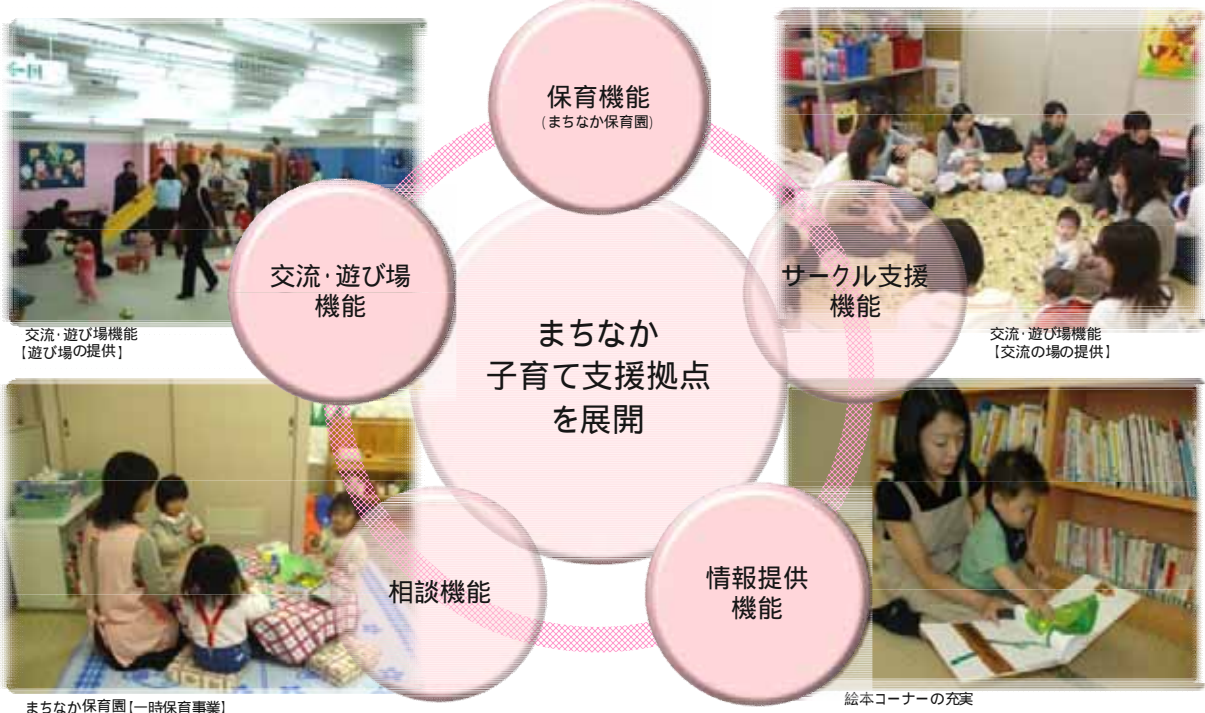 保育機能
(まちなか保育園)
交流・遊び場
機能
サークル支援
機能
まちなか
子育て支援拠点
を展開
相談機能
情報提供
機能
交流・遊び場機能
【遊び場の提供】
交流・遊び場機能
【交流の場の提供】
まちなか保育園【一時保育事業】
絵本コーナーの充実